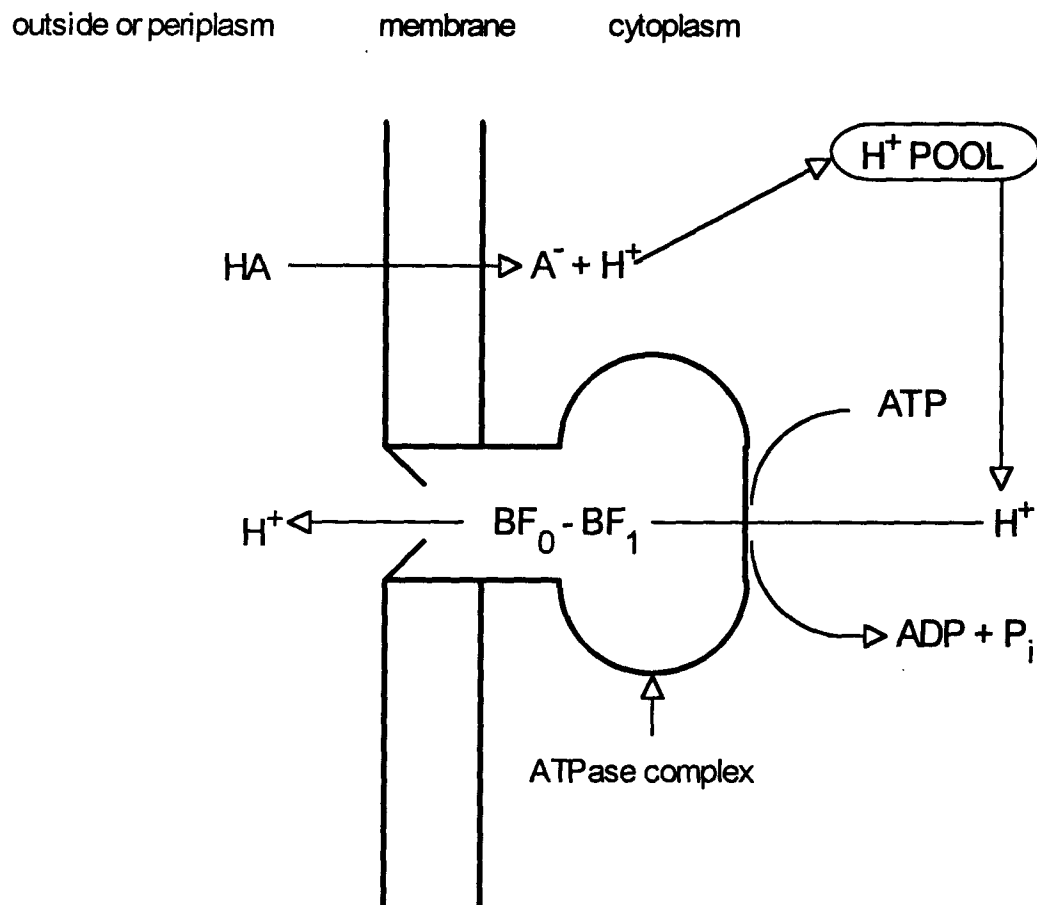 outside or periplasm membrane cytoplasm
H⁺ POOL
HA A⁻ + H⁺
ATP
H⁺ BF₀ - BF₁ H⁺
ADP + Pᵢ
ATPase complex